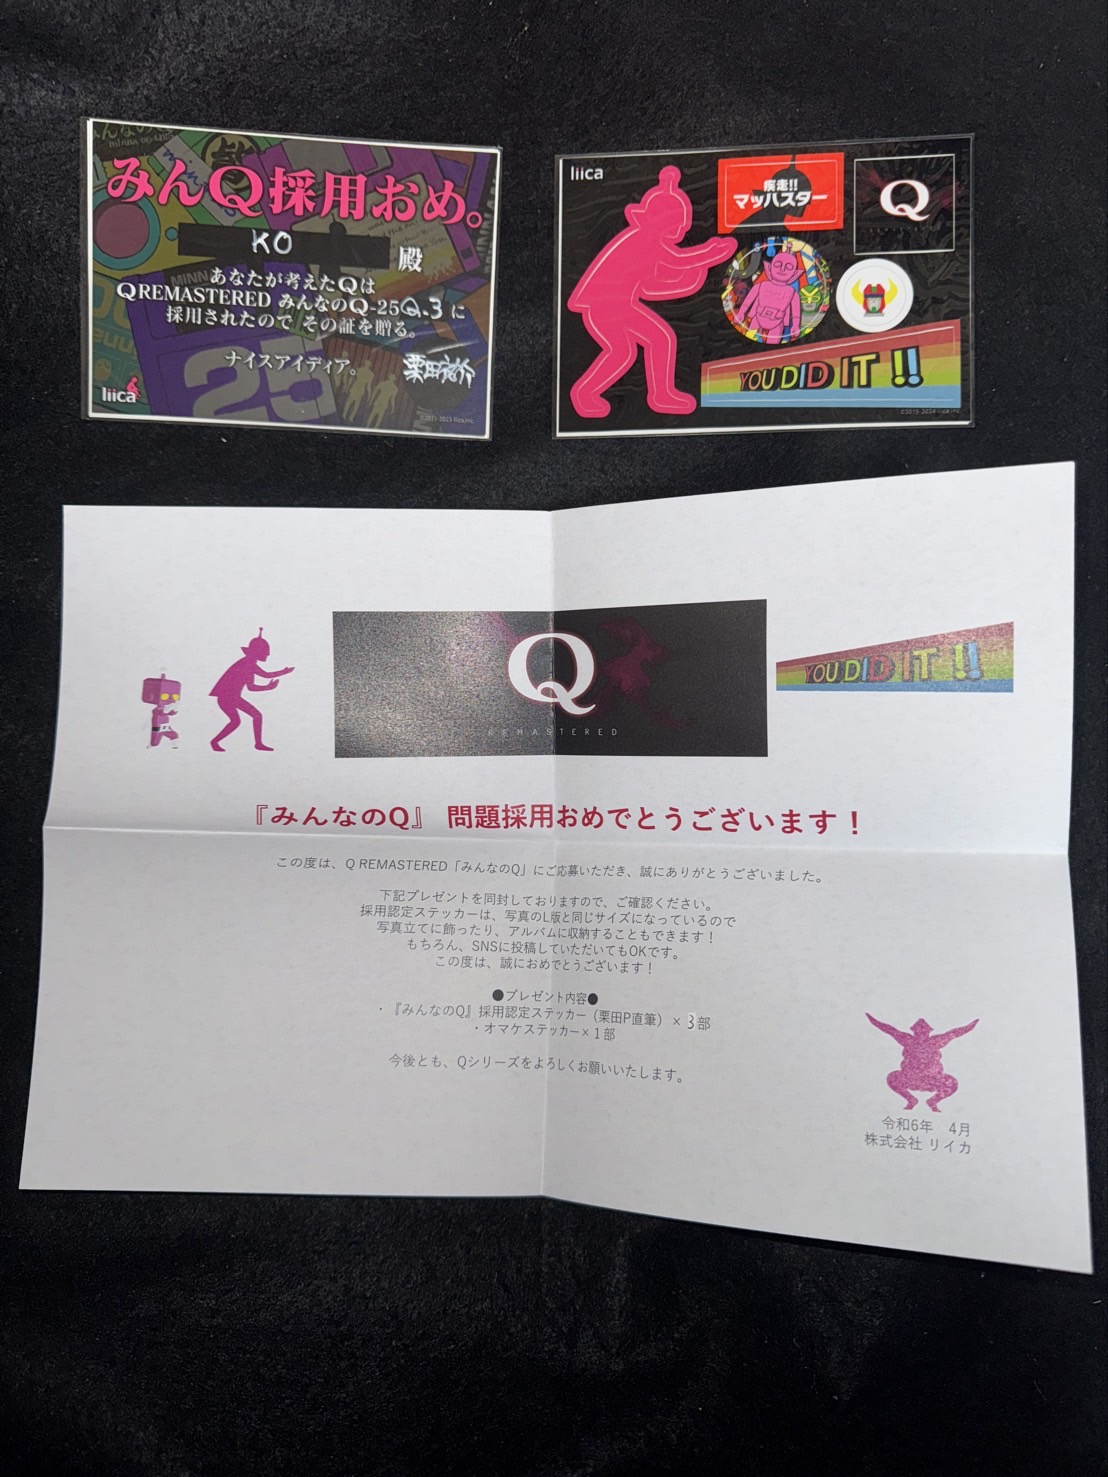 みんQ採用おめ。
KO
殿
あなたが考えたQは
QREMASTERED みんなのQ-25Q.3に
採用されたので その証を贈る。
ナイスアイディア。
栗田祐介
25
liica
liica
疾走!!
マッハスター
Q
YOU DID IT !!
©2015-2024 liica,Inc.
Q
REMASTERED
YOU DID IT !!
『みんなのQ』 問題採用おめでとうございます！
この度は、Q REMASTERED「みんなのQ」にご応募いただき、誠にありがとうございました。
下記プレゼントを同封しておりますので、ご確認ください。
採用認定ステッカーは、写真のL版と同じサイズになっているので
写真立てに飾ったり、アルバムに収納することもできます！
もちろん、SNSに投稿していただいてもOKです。
この度は、誠におめでとうございます！
●プレゼント内容●
・『みんなのQ』採用認定ステッカー（栗田P直筆）× 3部
・オマケステッカー×１部
今後とも、Qシリーズをよろしくお願いいたします。
令和6年　4月
株式会社 リイカ